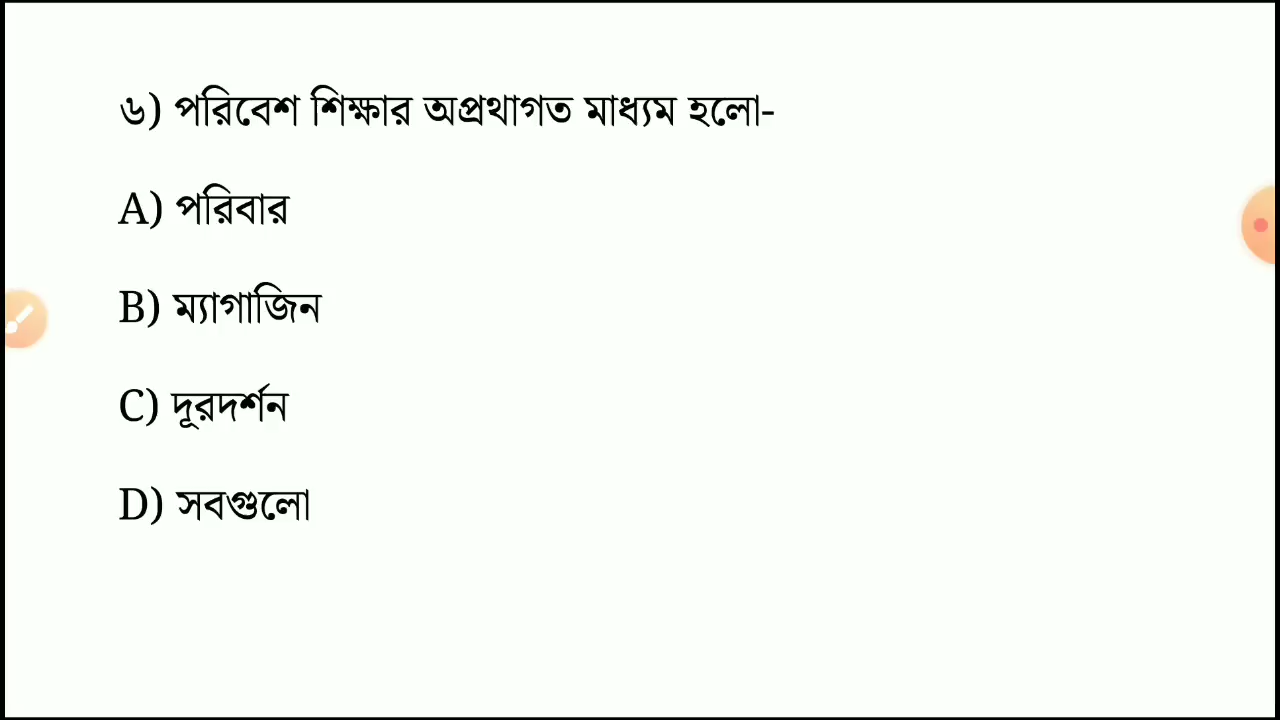 ৬) পরিবেশ শিক্ষার অপ্রথাগত মাধ্যম হলো-
A) পরিবার
B) ম্যাগাজিন
C) দূরদর্শন
D) সবগুলো